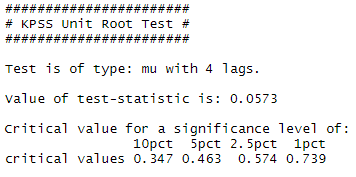 #######################
# KPSS Unit Root Test #
#######################
Test is of type: mu with 4 lags.
Value of test-statistic is: 0.0573
Critical value for a significance level of:
                10pct  5pct 2.5pct  1pct
critical values 0.347 0.463  0.574 0.739